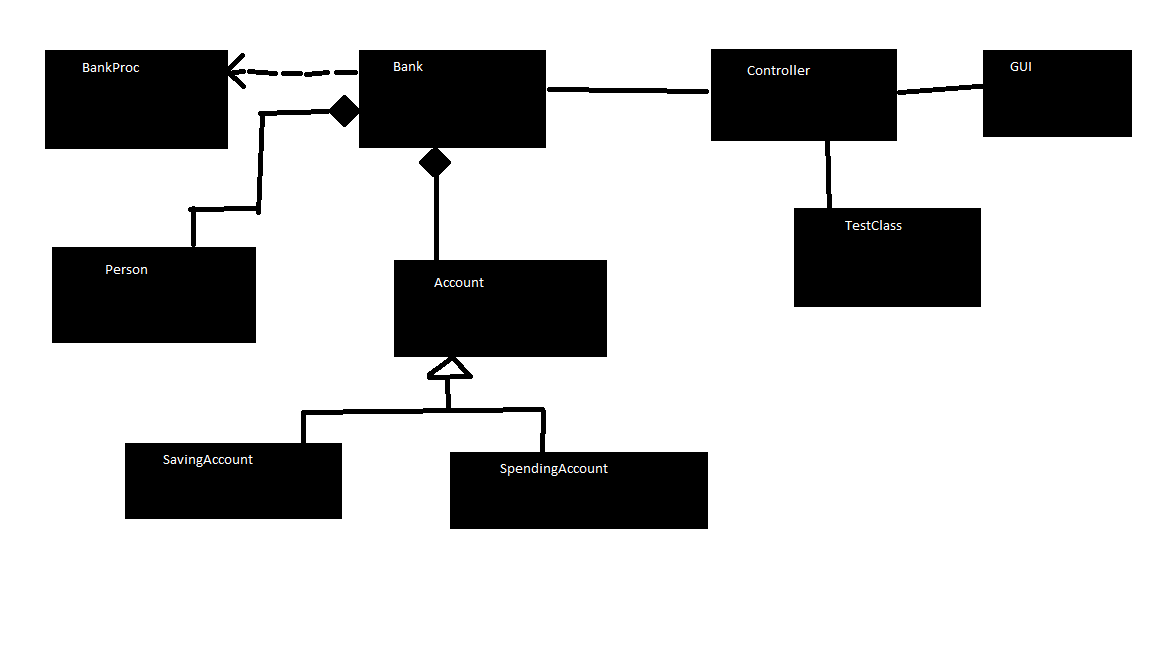 BankProc
Bank
Controller
GUI
TestClass
Person
Account
SavingAccount
SpendingAccount